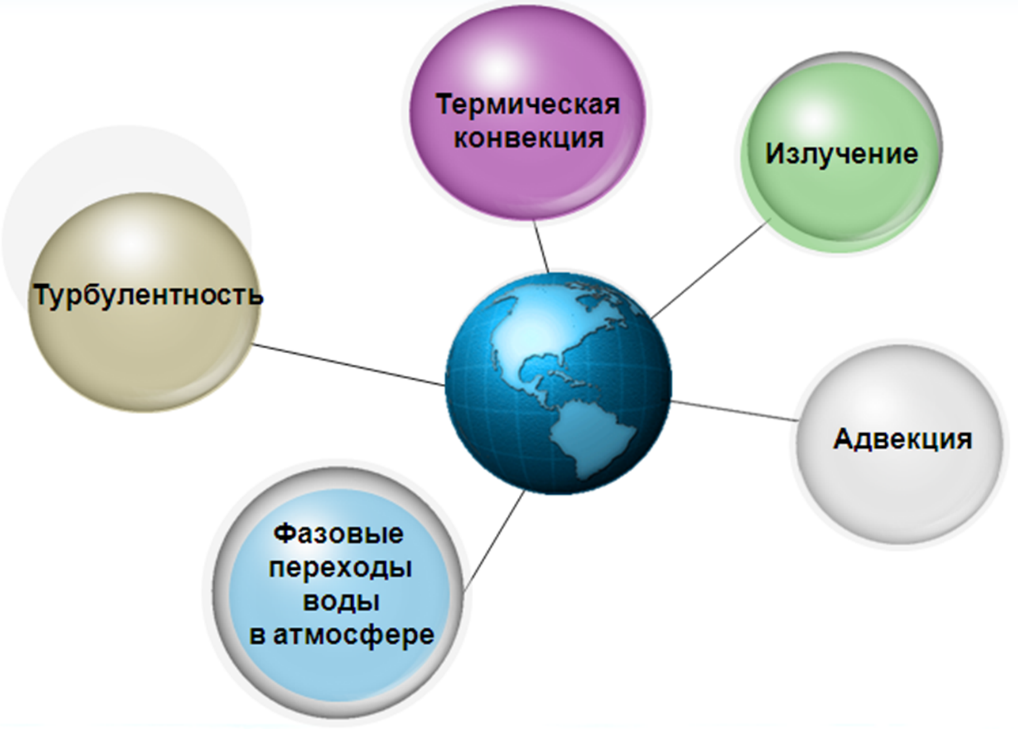 Термическая
конвекция
Излучение
Турбулентность
Адвекция
Фазовые
переходы
воды
в атмосфере